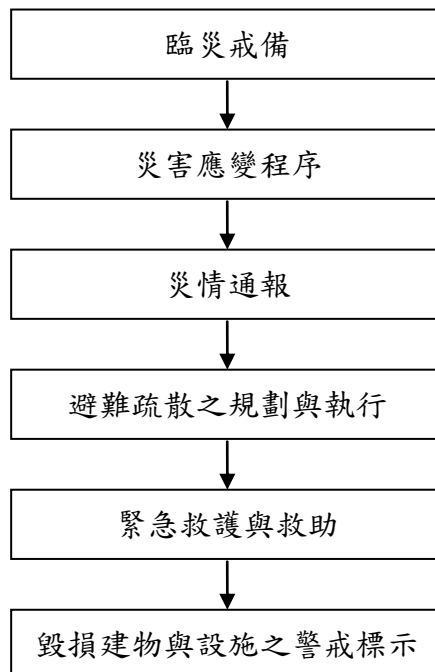 臨災戒備
災害應變程序
災情通報
避難疏散之規劃與執行
緊急救護與救助
毀損建物與設施之警戒標示